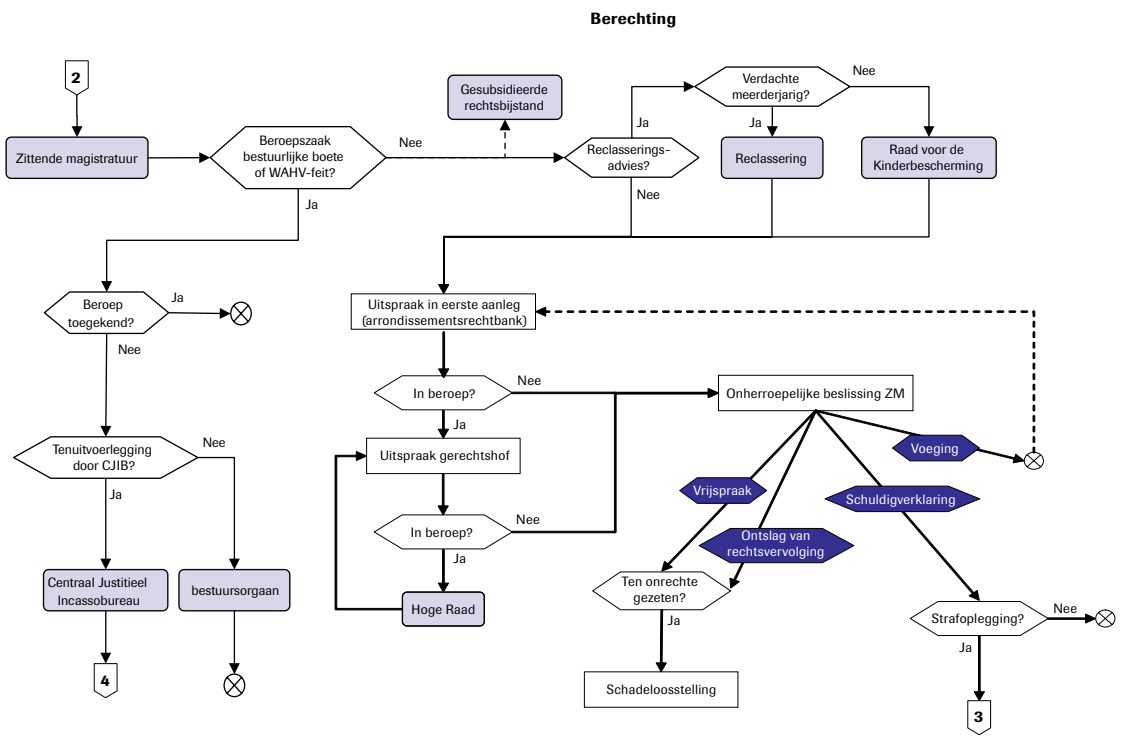 Berechting
2
Zittende magistratuur
Beroepszaak
bestuurlijke boete
of WAHV-feit?
Nee
Ja
Gesubsidieerde
rechtsbijstand
Reclasserings-
advies?
Ja
Nee
Verdachte
meerderjarig?
Nee
Ja
Reclassering
Raad voor de
Kinderbescherming
Beroep
toegekend?
Ja
Nee
Tenuitvoerlegging
door CJIB?
Nee
Ja
Centraal Justitieel
Incassobureau
bestuursorgaan
4
Uitspraak in eerste aanleg
(arrondissementsrechtbank)
In beroep?
Nee
Ja
Uitspraak gerechtshof
In beroep?
Nee
Ja
Hoge Raad
Onherroepelijke beslissing ZM
Voeging
Vrijspraak
Schuldigverklaring
Ontslag van
rechtsvervolging
Ten onrechte
gezeten?
Ja
Schadeloosstelling
Strafoplegging?
Nee
Ja
3